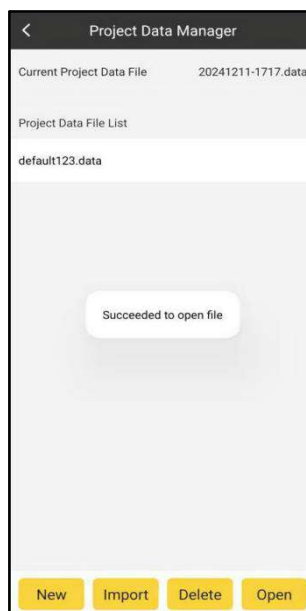 Project Data Manager
Current Project Data File 20241211-1717.data
Project Data File List
default123.data
Succeeded to open file
New Import Delete Open